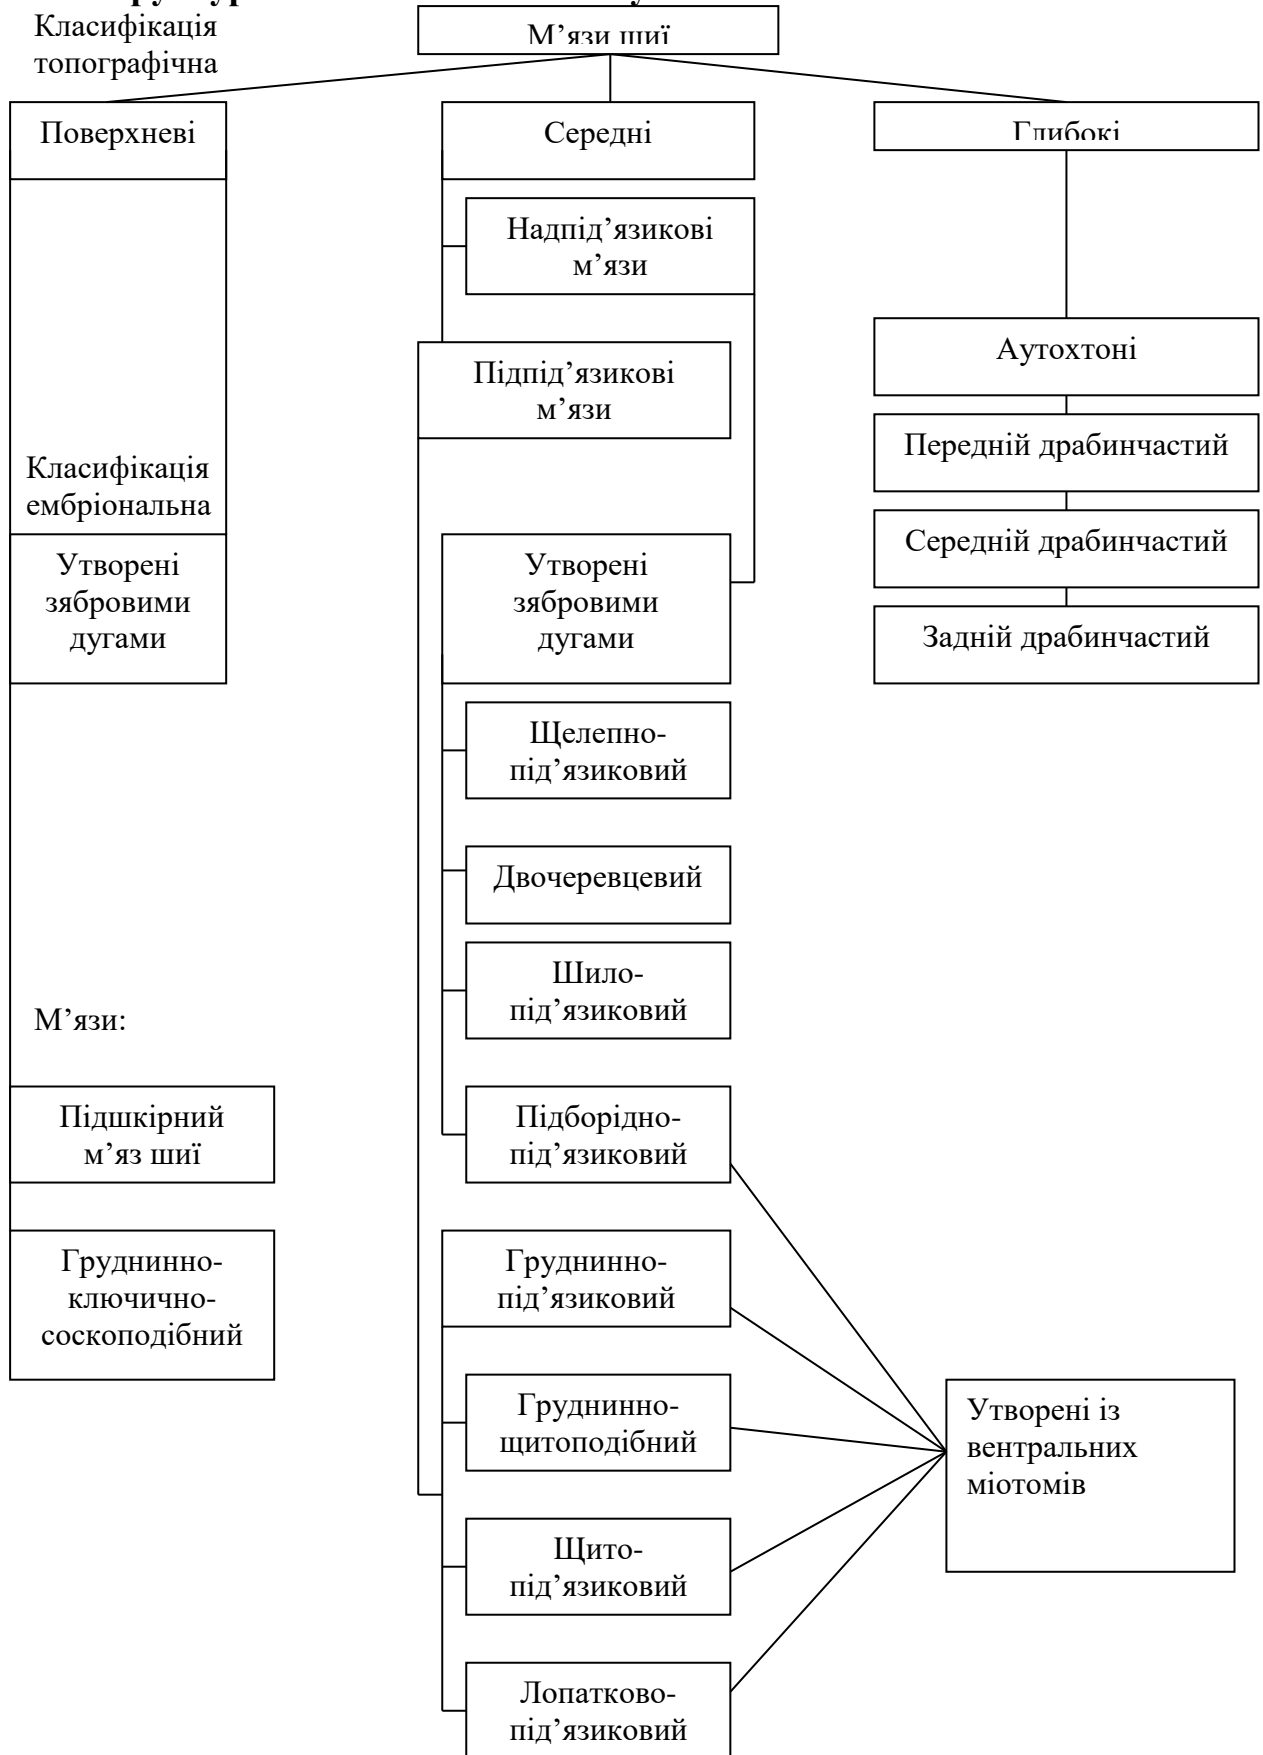 Класифікація
топографічна
М’язи шиї
Поверхневі
Середні
Глибокі
Надпід’язикові
м’язи
Підпід’язикові
м’язи
Аутохтоні
Передній драбинчастий
Середній драбинчастий
Задній драбинчастий
Класифікація
ембріональна
Утворені
зябровими
дугами
Утворені
зябровими
дугами
Щелепно-
під’язиковий
Двочеревцевий
Шило-
під’язиковий
М’язи:
Підшкірний
м’яз шиї
Підборідно-
під’язиковий
Груднинно-
ключично-
соскоподібний
Груднинно-
під’язиковий
Груднинно-
щитоподібний
Утворені із
вентральних
міотомів
Щито-
під’язиковий
Лопатково-
під’язиковий